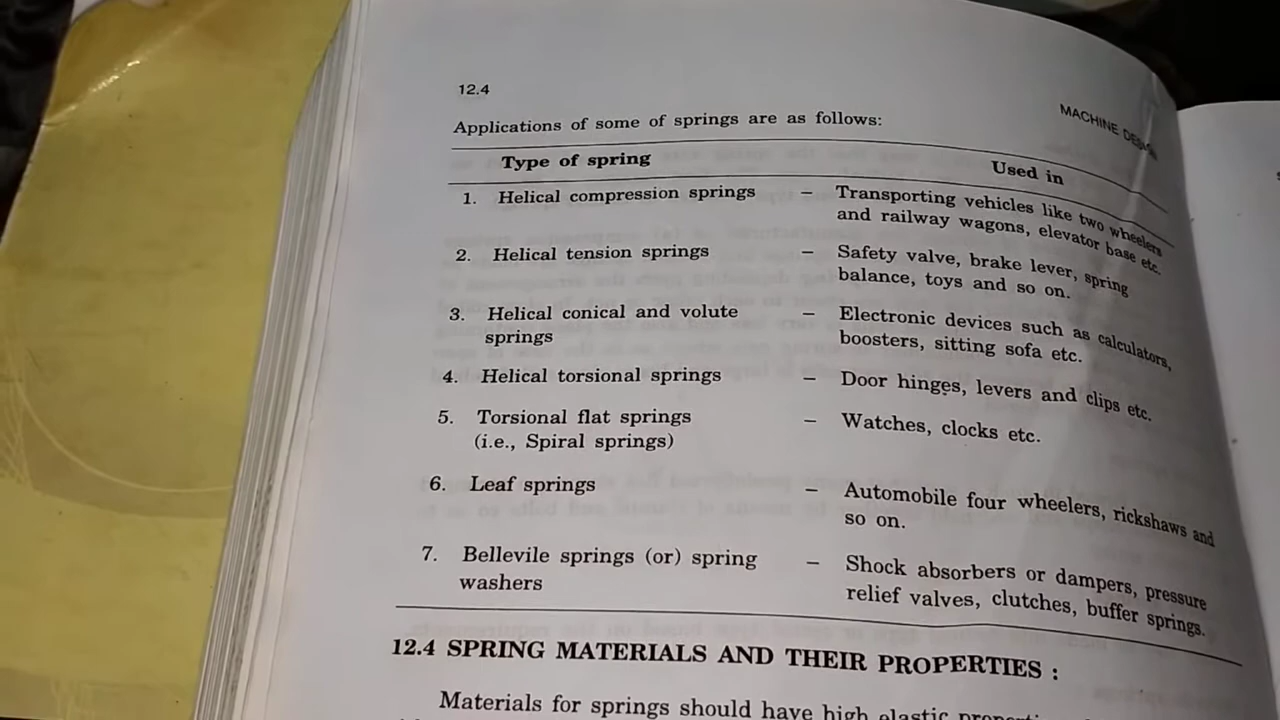 12.4
MACHINE DESIGN
Applications of some of springs are as follows:
Type of spring Used in
1. Helical compression springs – Transporting vehicles like two wheelers
and railway wagons, elevator base etc.
2. Helical tension springs – Safety valve, brake lever, spring
balance, toys and so on.
3. Helical conical and volute – Electronic devices such as calculators,
springs boosters, sitting sofa etc.
4. Helical torsional springs – Door hinges, levers and clips etc.
5. Torsional flat springs – Watches, clocks etc.
(i.e., Spiral springs)
6. Leaf springs – Automobile four wheelers, rickshaws and
so on.
7. Bellevile springs (or) spring – Shock absorbers or dampers, pressure
washers relief valves, clutches, buffer springs.
12.4 SPRING MATERIALS AND THEIR PROPERTIES :
Materials for springs should have high elastic